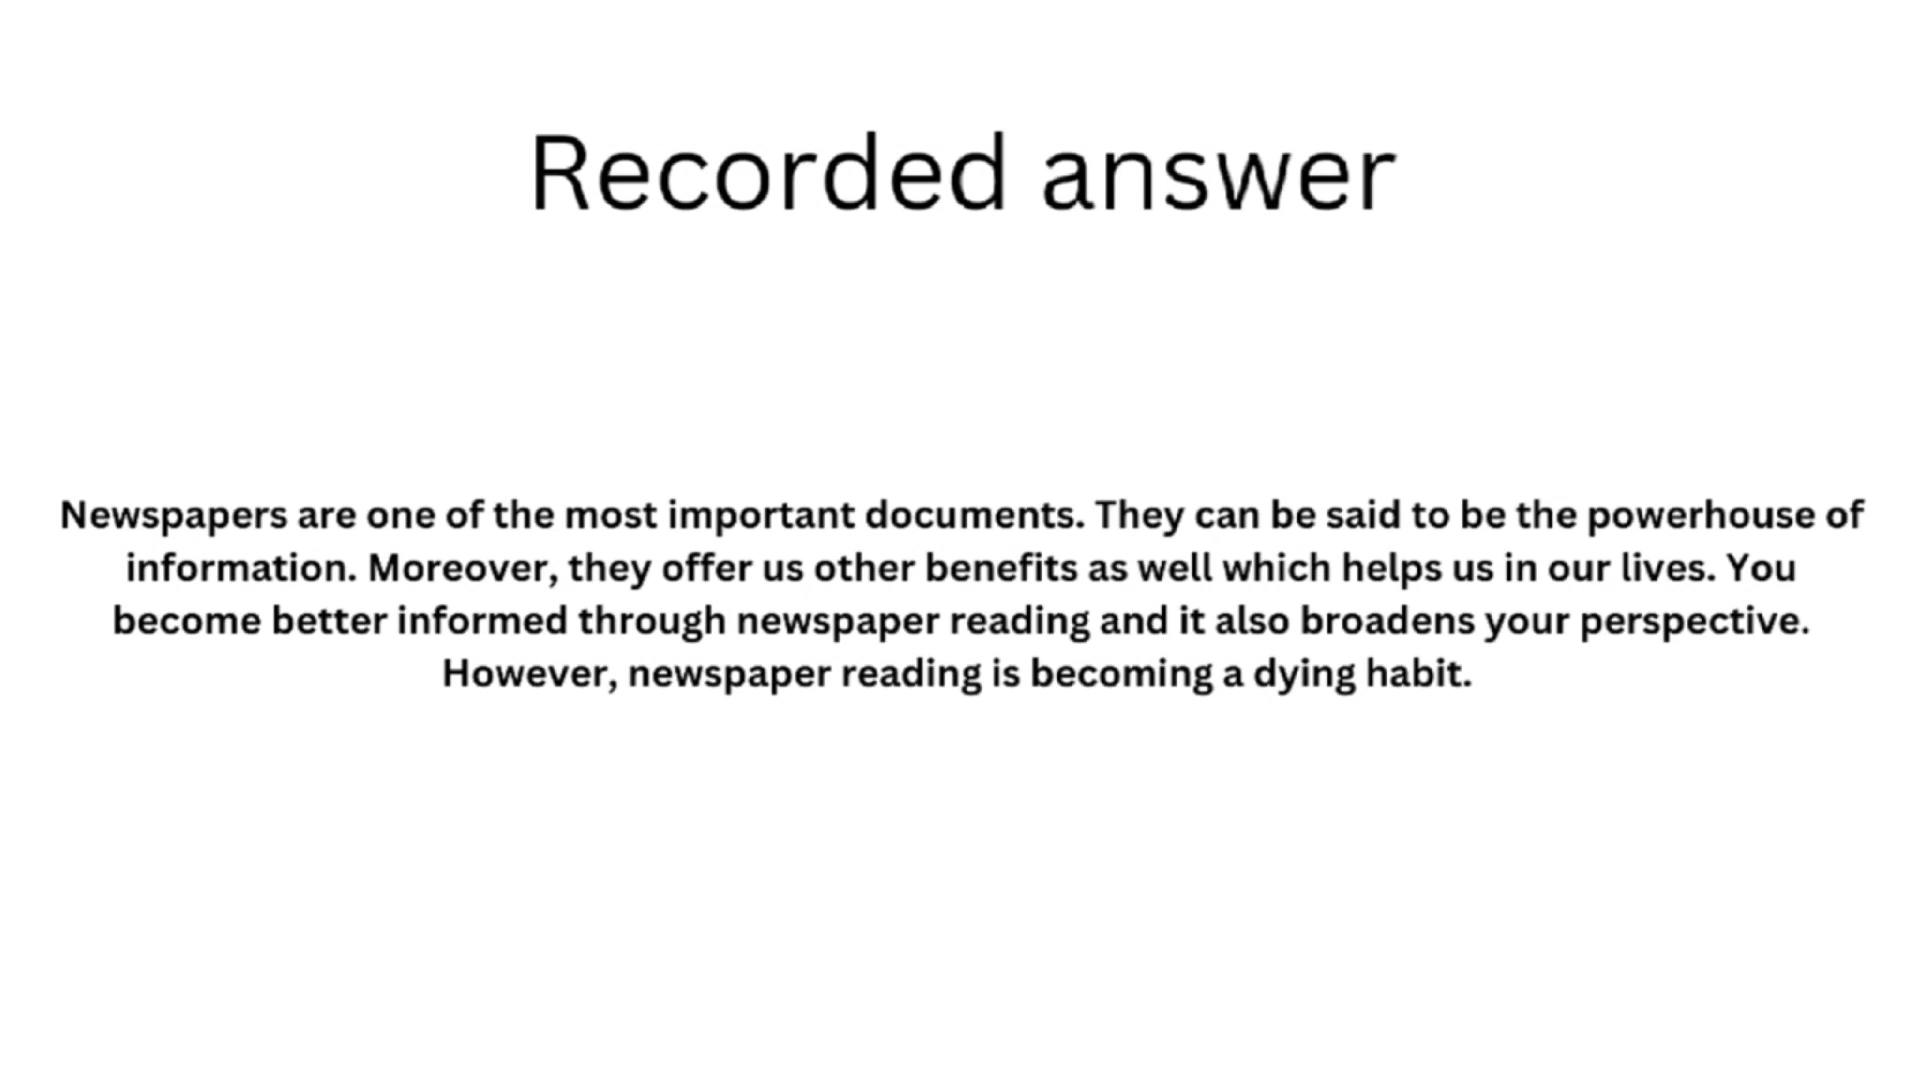 Recorded answer
Newspapers are one of the most important documents. They can be said to be the powerhouse of
information. Moreover, they offer us other benefits as well which helps us in our lives. You
become better informed through newspaper reading and it also broadens your perspective.
However, newspaper reading is becoming a dying habit.